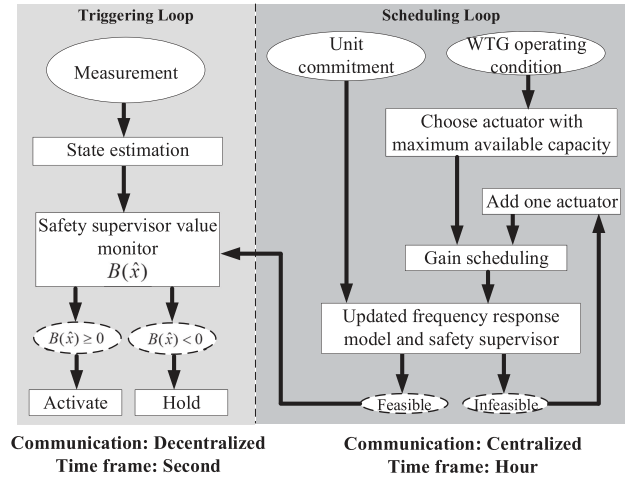 Triggering Loop
Measurement
State estimation
Safety supervisor value
monitor
B(x̂)
B(x̂) ≥ 0
B(x̂) < 0
Activate
Hold
Communication: Decentralized
Time frame: Second
Scheduling Loop
Unit
commitment
WTG operating
condition
Choose actuator with
maximum available capacity
Add one actuator
Gain scheduling
Updated frequency response
model and safety supervisor
Feasible
Infeasible
Communication: Centralized
Time frame: Hour